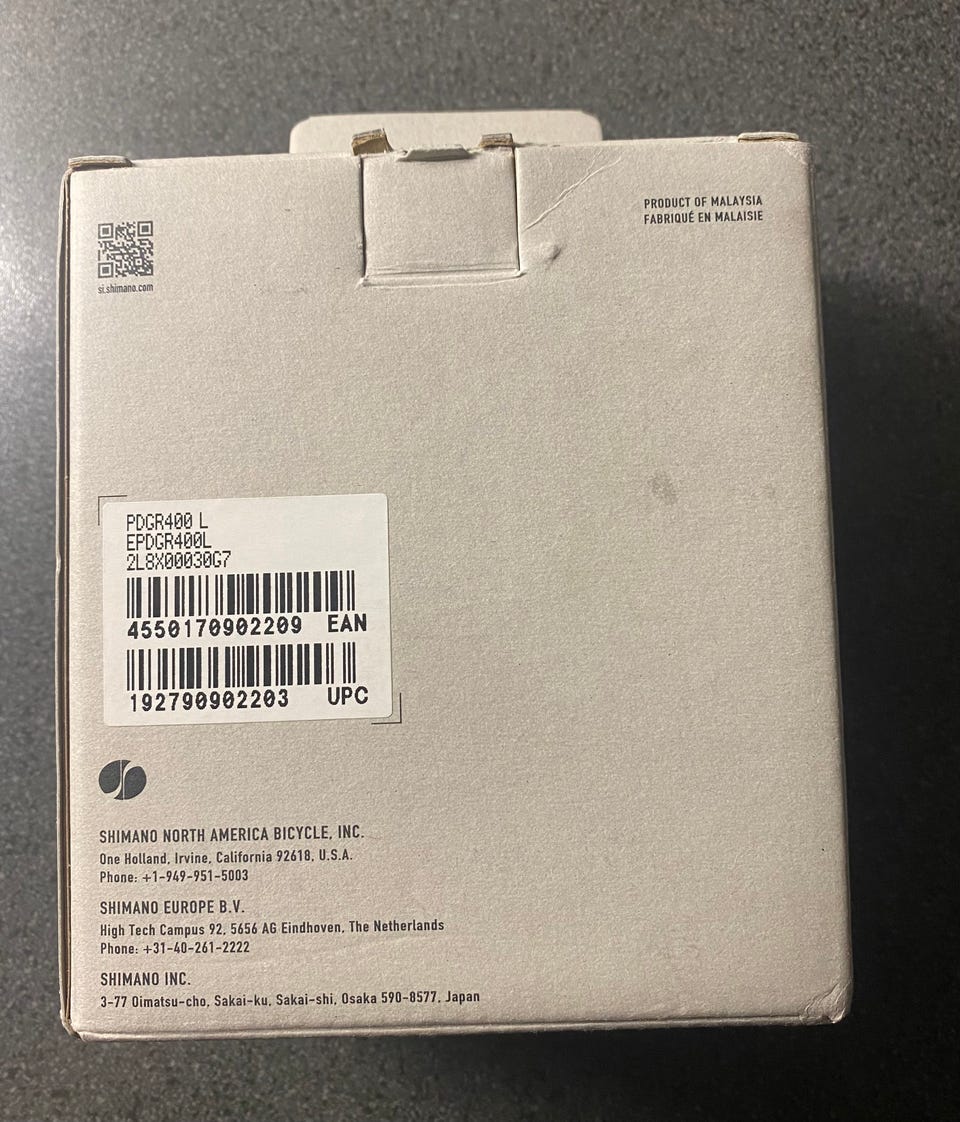 PRODUCT OF MALAYSIA
FABRIQUÉ EN MALAISIE
si.shimano.com
PDGR400 L
EPDGR400L
2L8X00030G7
4550170902209 EAN
192790902203 UPC
SHIMANO NORTH AMERICA BICYCLE, INC.
One Holland, Irvine, California 92618, U.S.A.
Phone: +1-949-951-5003
SHIMANO EUROPE B.V.
High Tech Campus 92, 5656 AG Eindhoven, The Netherlands
Phone: +31-40-261-2222
SHIMANO INC.
3-77 Oimatsu-cho, Sakai-ku, Sakai-shi, Osaka 590-8577, Japan